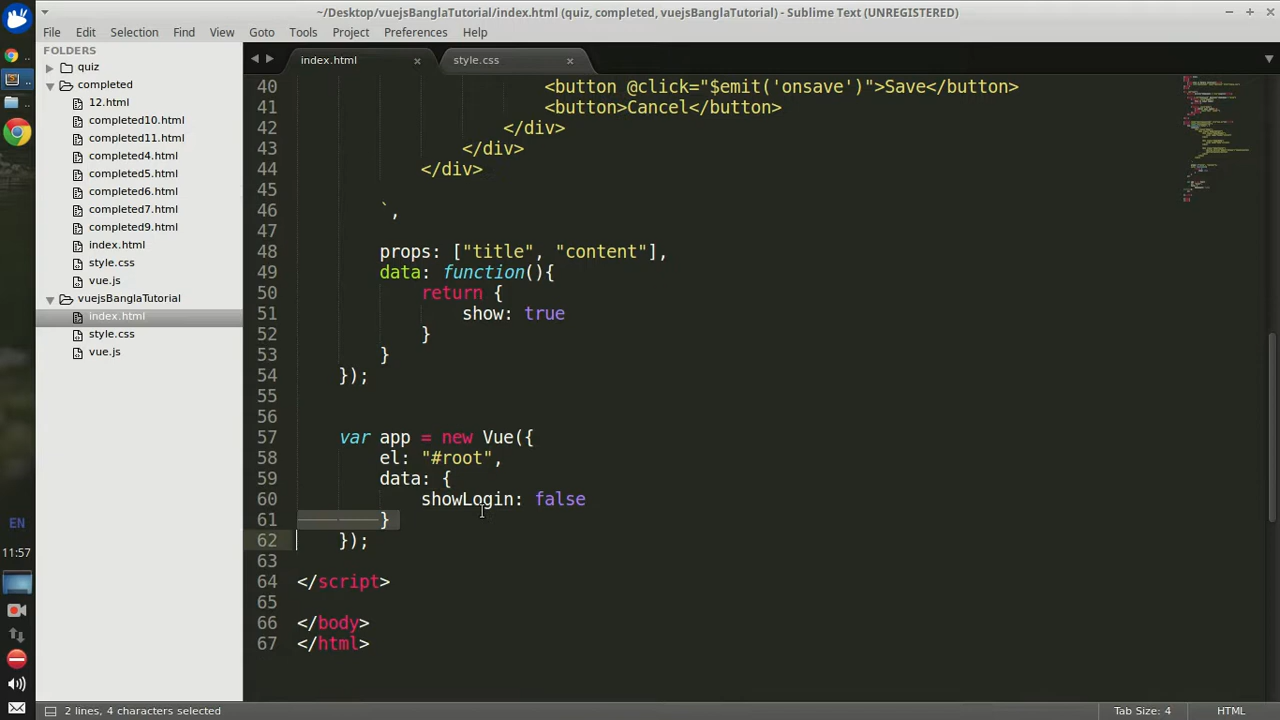 ~/Desktop/vuejsBanglaTutorial/index.html (quiz, completed, vuejsBanglaTutorial) - Sublime Text (UNREGISTERED)
File Edit Selection Find View Goto Tools Project Preferences Help
FOLDERS
quiz
completed
12.html
completed10.html
completed11.html
completed4.html
completed5.html
completed6.html
completed7.html
completed9.html
index.html
style.css
vue.js
vuejsBanglaTutorial
index.html
style.css
vue.js
EN
11:57
index.html style.css
40 <button @click="$emit('onsave')">Save</button>
41 <button>Cancel</button>
42 </div>
43 </div>
44 </div>
45
46 `,
47
48 props: ["title", "content"],
49 data: function(){
50 return {
51 show: true
52 }
53 }
54 });
55
56
57 var app = new Vue({
58 el: "#root",
59 data: {
60 showLogin: false
61 }
62 });
63
64 </script>
65
66 </body>
67 </html>
2 lines, 4 characters selected Tab Size: 4 HTML